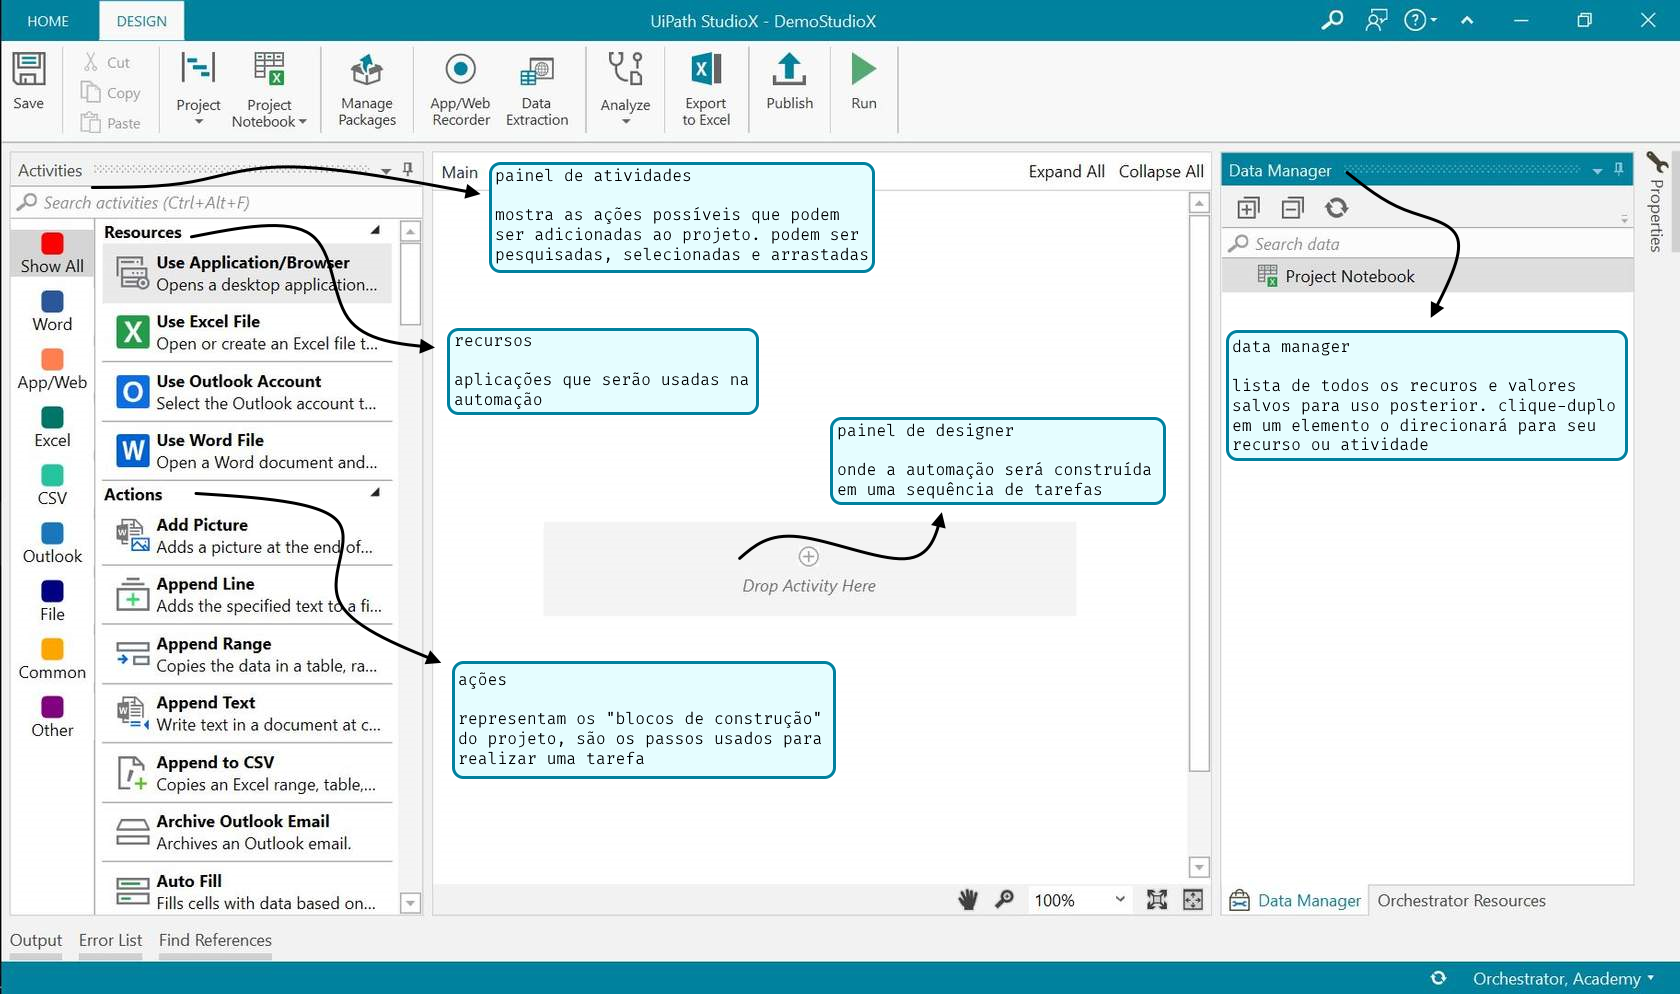 HOME DESIGN UiPath StudioX - DemoStudioX
Save
Cut
Copy
Paste
Project
Project
Notebook
Manage
Packages
App/Web
Recorder
Data
Extraction
Analyze
Export
to Excel
Publish
Run
Activities
Search activities (Ctrl+Alt+F)
Show All
Word
App/Web
Excel
CSV
Outlook
File
Common
Other
Resources
Use Application/Browser
Opens a desktop application...
Use Excel File
Open or create an Excel file t...
Use Outlook Account
Select the Outlook account t...
Use Word File
Open a Word document and...
Actions
Add Picture
Adds a picture at the end of...
Append Line
Adds the specified text to a fi...
Append Range
Copies the data in a table, ra...
Append Text
Write text in a document at c...
Append to CSV
Copies an Excel range, table,...
Archive Outlook Email
Archives an Outlook email.
Auto Fill
Fills cells with data based on...
Main
Expand All Collapse All
painel de atividades
mostra as ações possíveis que podem
ser adicionadas ao projeto. podem ser
pesquisadas, selecionadas e arrastadas
recursos
aplicações que serão usadas na
automação
painel de designer
onde a automação será construída
em uma sequência de tarefas
Drop Activity Here
ações
representam os "blocos de construção"
do projeto, são os passos usados para
realizar uma tarefa
100%
Data Manager
Search data
Project Notebook
data manager
lista de todos os recuros e valores
salvos para uso posterior. clique-duplo
em um elemento o direcionará para seu
recurso ou atividade
Properties
Data Manager Orchestrator Resources
Output Error List Find References
Orchestrator, Academy